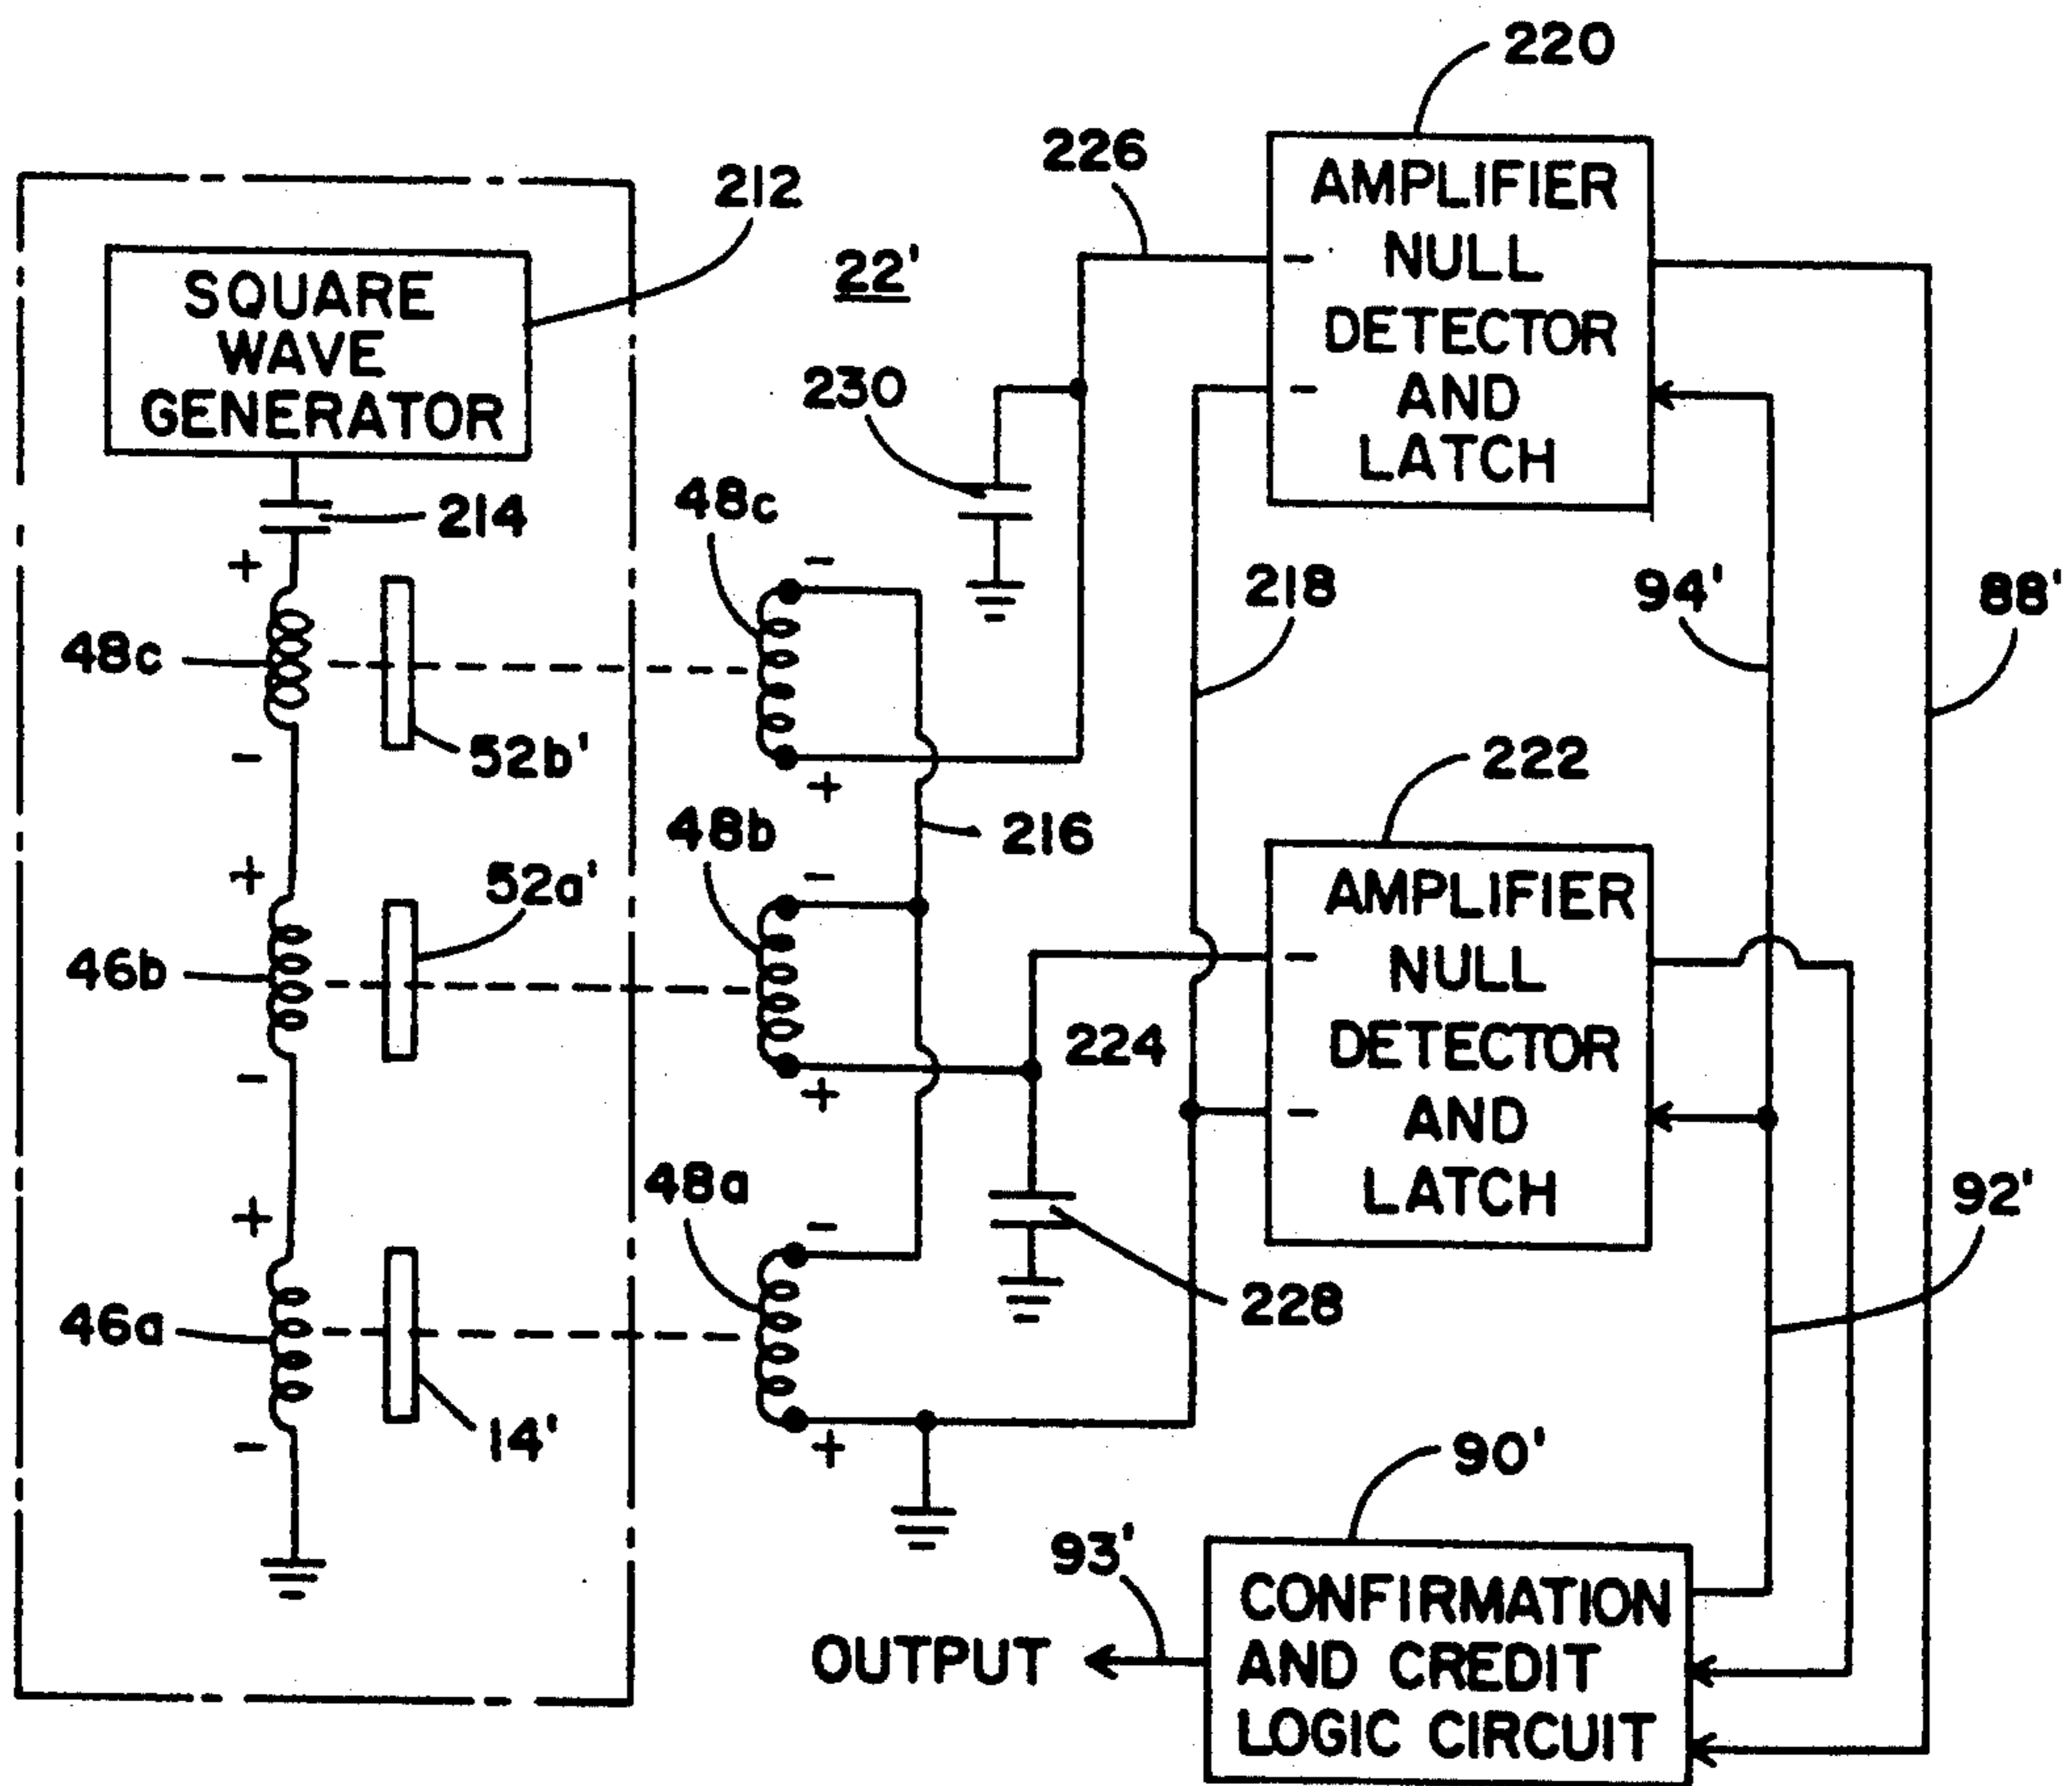 220
226
AMPLIFIER
NULL
DETECTOR
AND
LATCH
212
22'
SQUARE
WAVE
GENERATOR
230
214
48c
+
-
-
-
218
94'
88'
48c
-
52b'
+
222
48b
216
+
52a'
-
AMPLIFIER
NULL
DETECTOR
AND
LATCH
46b
-
-
224
+
-
92'
48a
+
-
228
46a
14'
-
+
90'
93'
CONFIRMATION
AND CREDIT
LOGIC CIRCUIT
OUTPUT